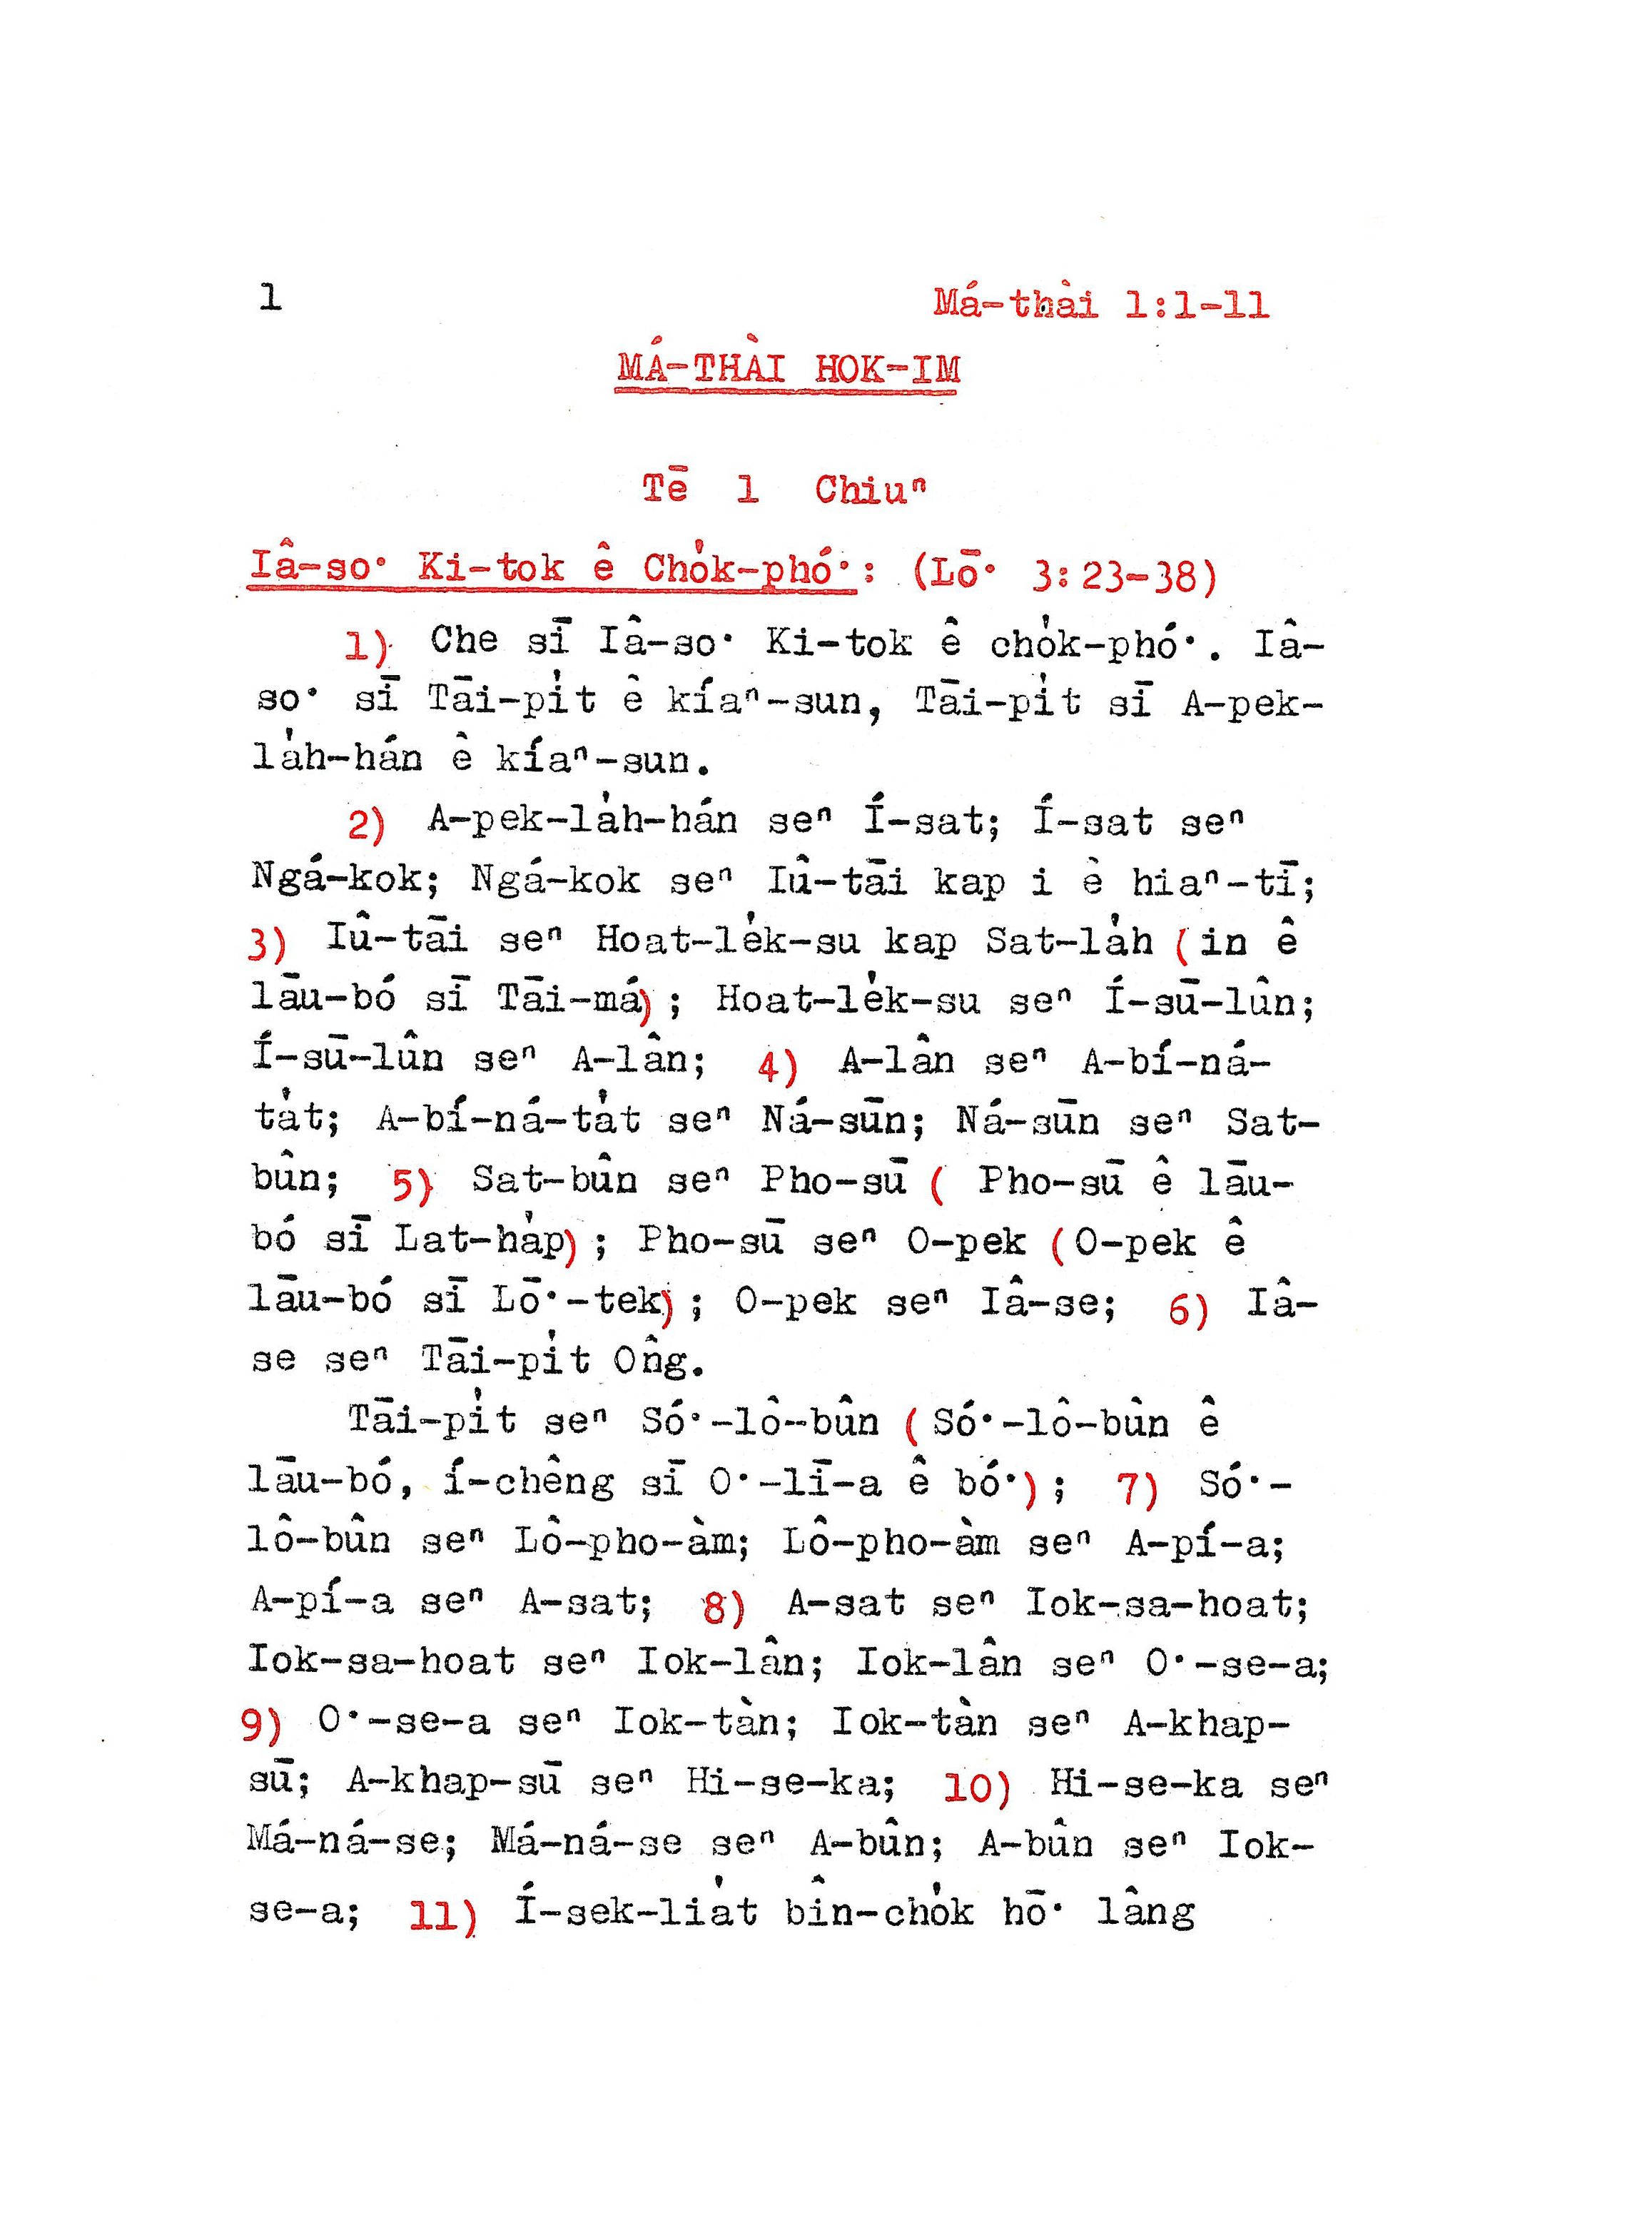 1 Má-thài 1:1-11
MÁ-THÀI HOK-IM
Tē 1 Chiuⁿ
Iâ-so͘ Ki-tok ê Cho̍k-phó͘: (Lō͘ 3:23-38)
1) Che sī Iâ-so͘ Ki-tok ê cho̍k-phó͘. Iâ-
so͘ sī Tāi-pi̍t ê kíaⁿ-sun, Tāi-pi̍t sī A-pek-
la̍h-hán ê kíaⁿ-sun.
2) A-pek-la̍h-hán seⁿ Í-sat; Í-sat seⁿ
Ngá-kok; Ngá-kok seⁿ Iû-tāi kap i è hiaⁿ-tī;
3) Iû-tāi seⁿ Hoat-le̍k-su kap Sat-la̍h (in ê
lāu-bó sī Tāi-má); Hoat-le̍k-su seⁿ Í-sū-lûn;
Í-sū-lûn seⁿ A-lân; 4) A-lân seⁿ A-bí-ná-
ta̍t; A-bí-ná-ta̍t seⁿ Ná-sūn; Ná-sūn seⁿ Sat-
bûn; 5) Sat-bûn seⁿ Pho-sū ( Pho-sū ê lāu-
bó sī Lat-ha̍p); Pho-sū seⁿ O-pek (O-pek ê
lāu-bó sī Lō͘-tek); O-pek seⁿ Iâ-se; 6) Iâ-
se seⁿ Tāi-pi̍t Ông.
Tāi-pi̍t seⁿ Só͘-lô-bûn (Só͘-lô-bûn ê
lāu-bó, í-chêng sī O͘-lī-a ê bó͘); 7) Só͘-
lô-bûn seⁿ Lô-pho-àm; Lô-pho-àm seⁿ A-pí-a;
A-pí-a seⁿ A-sat; 8) A-sat seⁿ Iok-sa-hoat;
Iok-sa-hoat seⁿ Iok-lân; Iok-lân seⁿ O͘-se-a;
9) O͘-se-a seⁿ Iok-tàn; Iok-tàn seⁿ A-khap-
sū; A-khap-sū seⁿ Hi-se-ka; 10) Hi-se-ka seⁿ
Má-ná-se; Má-ná-se seⁿ A-bûn; A-bûn seⁿ Iok-
se-a; 11) Í-sek-lia̍t bîn-cho̍k hō͘ lâng